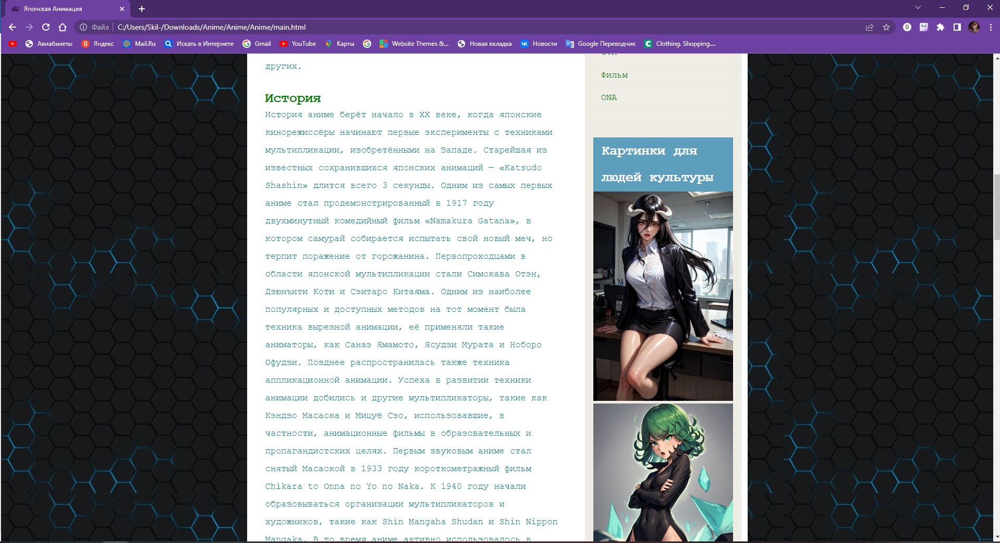 Японская Анимация
Файл
C:/Users/Skil-/Downloads/Anime/Anime/Anime/main.html
Авиабилеты
Яндекс
Mail.Ru
Искать в Интернете
Gmail
YouTube
Карты
Website Themes &...
Новая вкладка
Новости
Google Переводчик
Clothing. Shopping....
других.
История
История аниме берёт начало в XX веке, когда японские
кинорежиссёры начинают первые эксперименты с техниками
мультипликации, изобретёнными на Западе. Старейшая из
известных сохранившихся японских анимаций — «Katsudo
Shashin» длится всего 3 секунды. Одним из самых первых
аниме стал продемонстрированный в 1917 году
двухминутный комедийный фильм «Namakura Gatana», в
котором самурай собирается испытать свой новый меч, но
терпит поражение от горожанина. Первопроходцами в
области японской мультипликации стали Симокава Отэн,
Дзюнъити Коти и Сэитаро Китаяма. Одним из наиболее
популярных и доступных методов на тот момент была
техника вырезной анимации, её применяли такие
аниматоры, как Санаэ Ямамото, Ясудзи Мурата иНоборо
Офудзи. Позднее распространилась также техника
аппликационной анимации. Успеха в развитии техники
анимации добились и другие мультипликаторы, такие как
Кэндзо Масаока и Мицуё Сэо, использовавшие, в
частности, анимационные фильмы в образовательных и
пропагандистских целях. Первым звуковым аниме стал
снятый Масаокой в 1933 году короткометражный фильм
Chikara to Onna no Yo no Naka. К 1940 году начали
образовываться организации мультипликаторов и
художников, такие как Shin Mangaha Shudan и Shin Nippon
Mangaka. В то время аниме активно использовалось в
OVA
Фильм
ONA
Картинки для
людей культуры